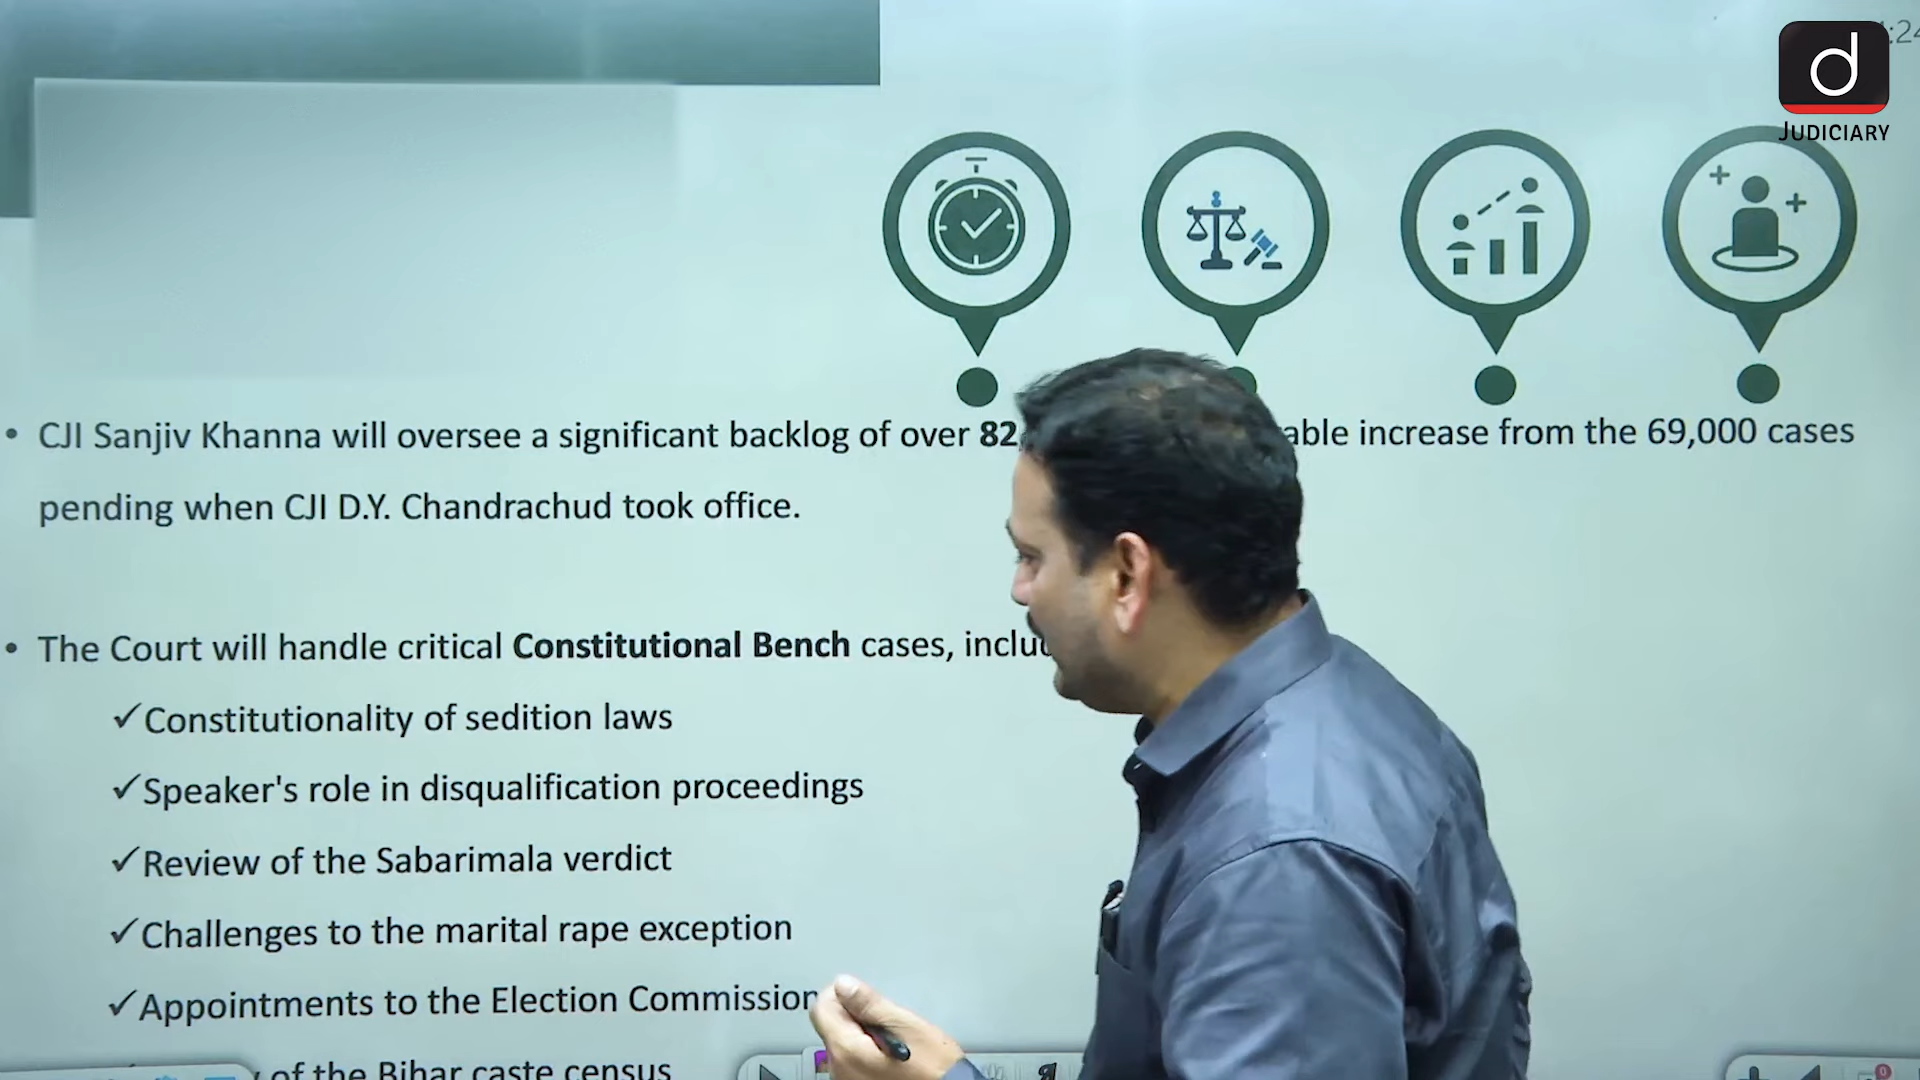 :24
d
JUDICIARY
• CJI Sanjiv Khanna will oversee a significant backlog of over 82, able increase from the 69,000 cases
pending when CJI D.Y. Chandrachud took office.
• The Court will handle critical Constitutional Bench cases,
✓Constitutionality of sedition laws
✓Speaker's role in disqualification proceedings
✓Review of the Sabarimala verdict
✓Challenges to the marital rape exception
✓Appointments to the Election Commission
of the Bihar caste census
0